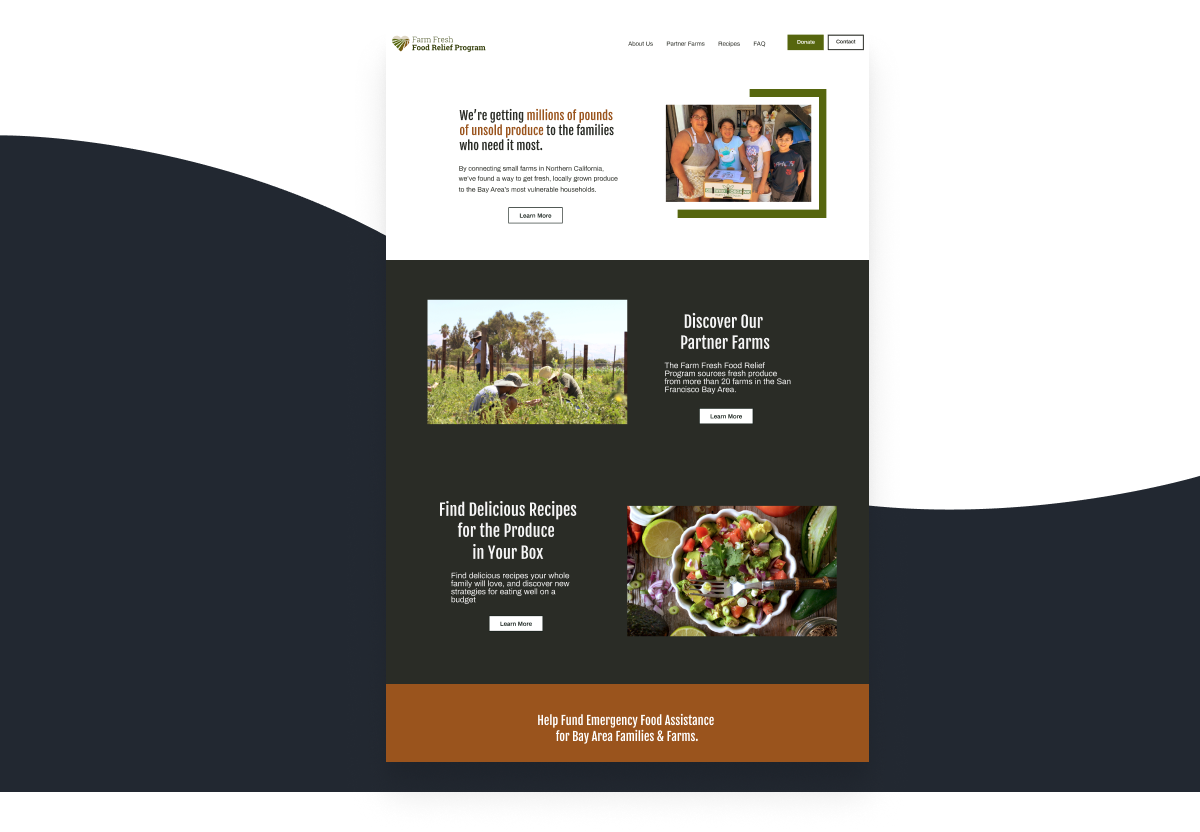 Farm Fresh
Food Relief Program
About Us
Partner Farms
Recipes
FAQ
Donate
Contact
We're getting millions of pounds
of unsold produce to the families
who need it most.
By connecting small farms in Northern California,
we've found a way to get fresh, locally grown produce
to the Bay Area's most vulnerable households.
Learn More
Discover Our
Partner Farms
The Farm Fresh Food Relief
Program sources fresh produce
from more than 20 farms in the San
Francisco Bay Area.
Learn More
Find Delicious Recipes
for the Produce
in Your Box
Find delicious recipes your whole
family will love, and discover new
strategies for eating well on a
budget
Learn More
Help Fund Emergency Food Assistance
for Bay Area Families & Farms.